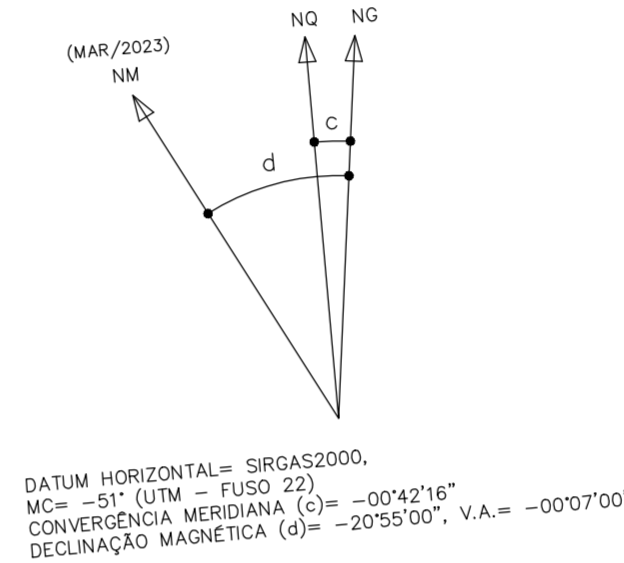 NQ NG
(MAR/2023)
NM
c
d
DATUM HORIZONTAL= SIRGAS2000,
MC= -51° (UTM - FUSO 22)
CONVERGÊNCIA MERIDIANA (c)= -00°42'16"
DECLINAÇÃO MAGNÉTICA (d)= -20°55'00", V.A.= -00°07'00'